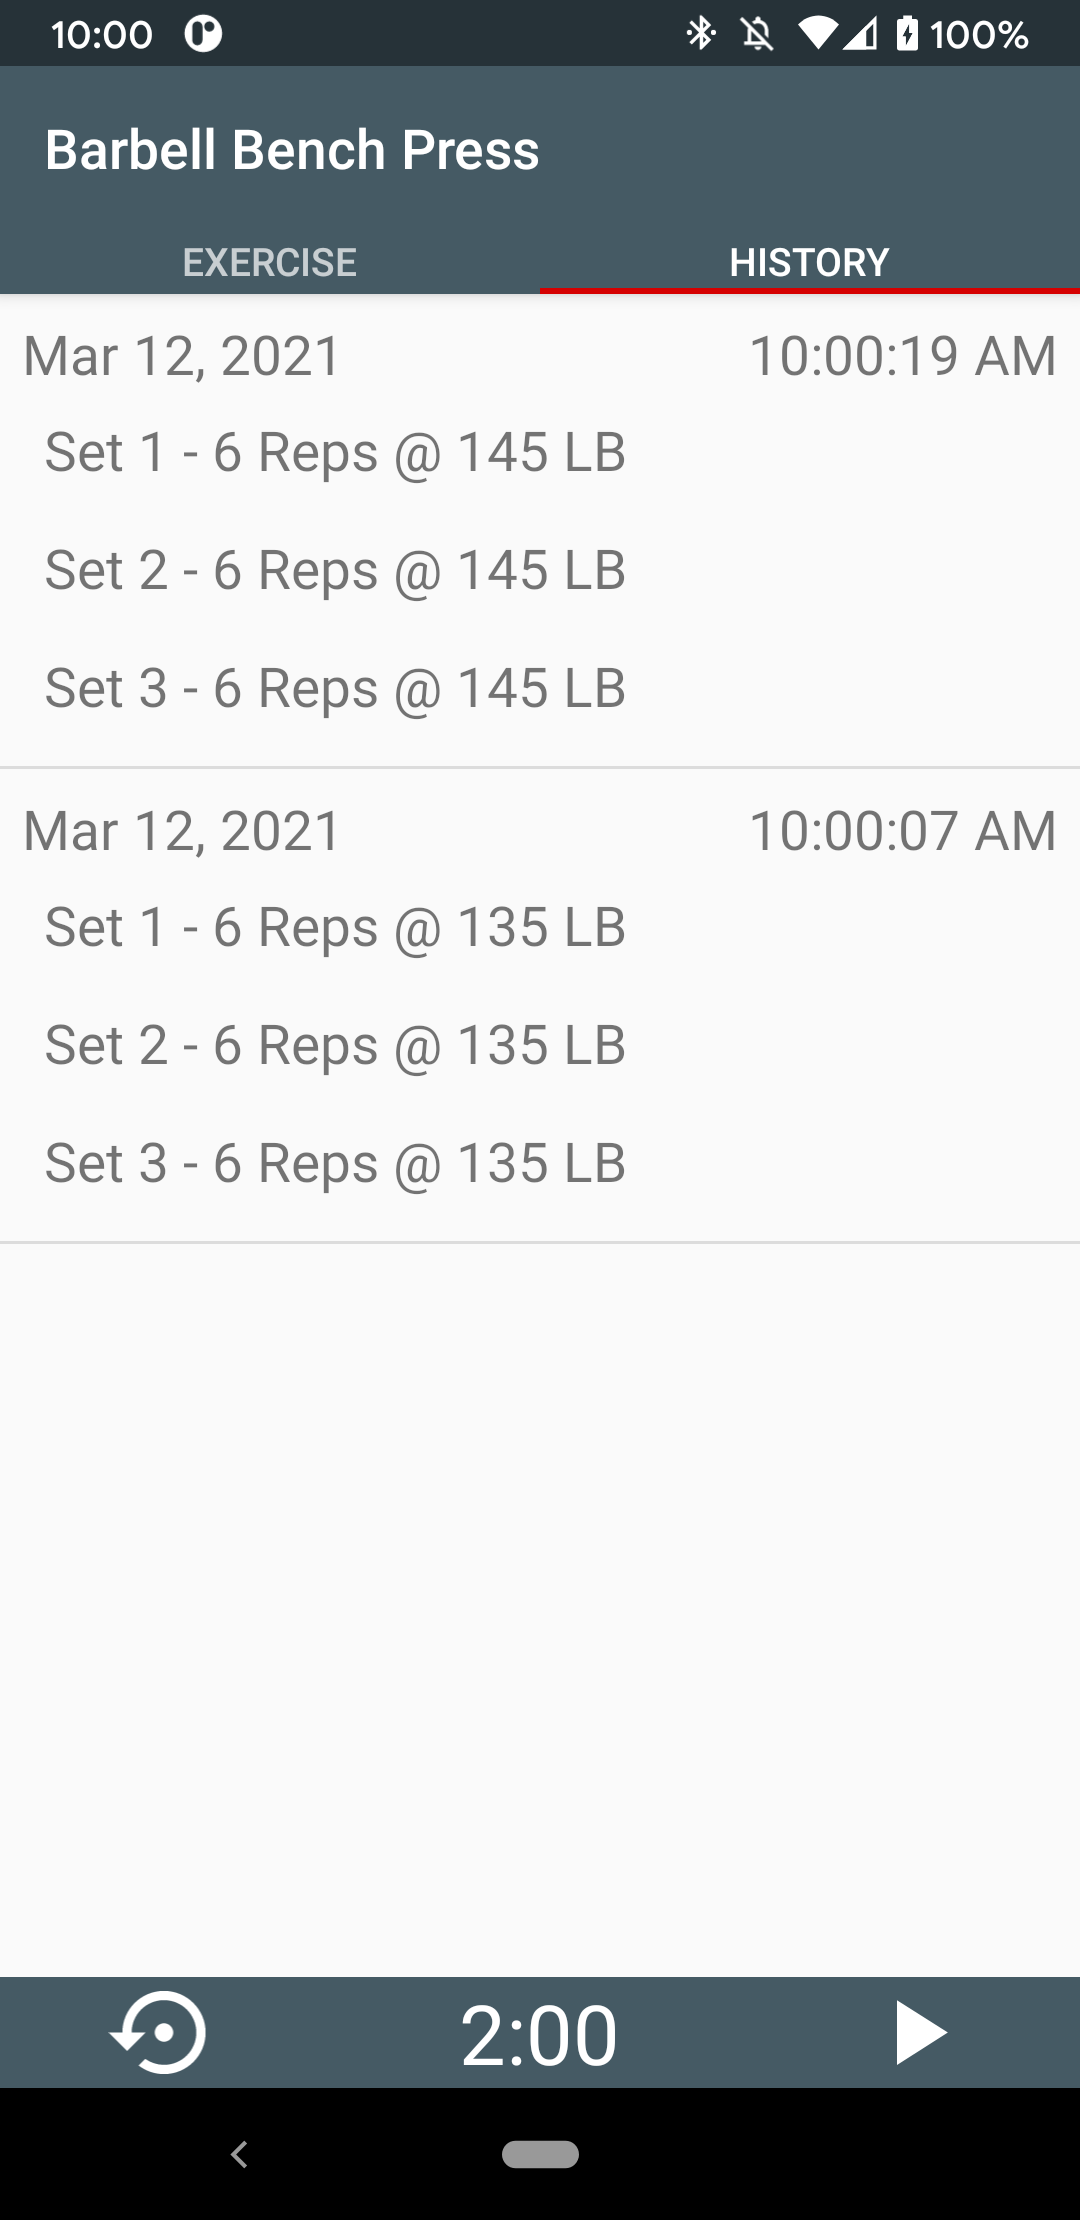 10:00 100%
Barbell Bench Press
EXERCISE HISTORY
Mar 12, 2021 10:00:19 AM
Set 1 - 6 Reps @ 145 LB
Set 2 - 6 Reps @ 145 LB
Set 3 - 6 Reps @ 145 LB
Mar 12, 2021 10:00:07 AM
Set 1 - 6 Reps @ 135 LB
Set 2 - 6 Reps @ 135 LB
Set 3 - 6 Reps @ 135 LB
2:00